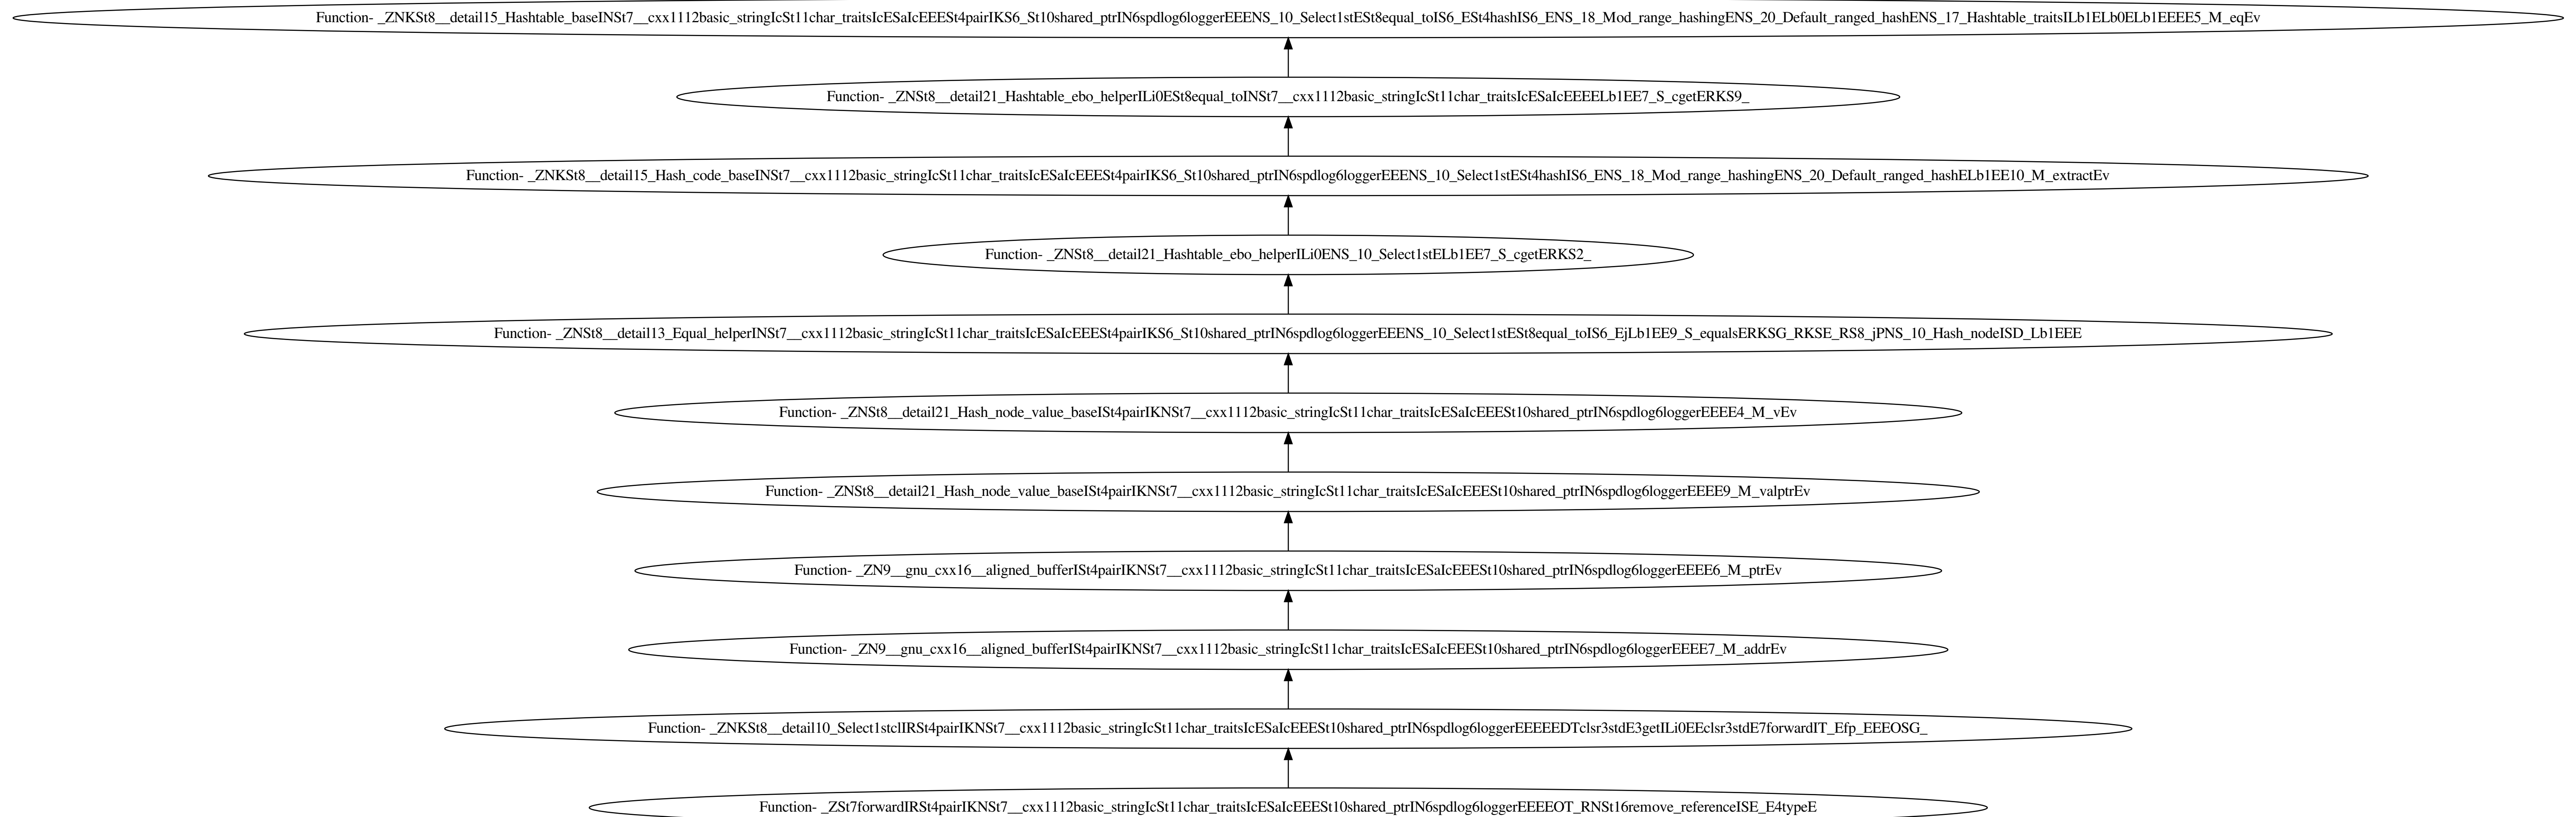 Function- _ZNKSt8__detail15_Hashtable_baseINSt7__cxx1112basic_stringIcSt11char_traitsIcESaIcEEESt4pairIKS6_St10shared_ptrIN6spdlog6loggerEEENS_10_Select1stESt8equal_toIS6_ESt4hashIS6_ENS_18_Mod_range_hashingENS_20_Default_ranged_hashENS_17_Hashtable_traitsILb1ELb0ELb1EEEE5_M_eqEv
Function- _ZNSt8__detail21_Hashtable_ebo_helperILi0ESt8equal_toINSt7__cxx1112basic_stringIcSt11char_traitsIcESaIcEEEELb1EE7_S_cgetERKS9_
Function- _ZNKSt8__detail15_Hash_code_baseINSt7__cxx1112basic_stringIcSt11char_traitsIcESaIcEEESt4pairIKS6_St10shared_ptrIN6spdlog6loggerEEENS_10_Select1stESt4hashIS6_ENS_18_Mod_range_hashingENS_20_Default_ranged_hashELb1EE10_M_extractEv
Function- _ZNSt8__detail21_Hashtable_ebo_helperILi0ENS_10_Select1stELb1EE7_S_cgetERKS2_
Function- _ZNSt8__detail13_Equal_helperINSt7__cxx1112basic_stringIcSt11char_traitsIcESaIcEEESt4pairIKS6_St10shared_ptrIN6spdlog6loggerEEENS_10_Select1stESt8equal_toIS6_EjLb1EE9_S_equalsERKSG_RKSE_RS8_jPNS_10_Hash_nodeISD_Lb1EEE
Function- _ZNSt8__detail21_Hash_node_value_baseISt4pairIKNSt7__cxx1112basic_stringIcSt11char_traitsIcESaIcEEESt10shared_ptrIN6spdlog6loggerEEEE4_M_vEv
Function- _ZNSt8__detail21_Hash_node_value_baseISt4pairIKNSt7__cxx1112basic_stringIcSt11char_traitsIcESaIcEEESt10shared_ptrIN6spdlog6loggerEEEE9_M_valptrEv
Function- _ZN9__gnu_cxx16__aligned_bufferISt4pairIKNSt7__cxx1112basic_stringIcSt11char_traitsIcESaIcEEESt10shared_ptrIN6spdlog6loggerEEEE6_M_ptrEv
Function- _ZN9__gnu_cxx16__aligned_bufferISt4pairIKNSt7__cxx1112basic_stringIcSt11char_traitsIcESaIcEEESt10shared_ptrIN6spdlog6loggerEEEE7_M_addrEv
Function- _ZNKSt8__detail10_Select1stclIRSt4pairIKNSt7__cxx1112basic_stringIcSt11char_traitsIcESaIcEEESt10shared_ptrIN6spdlog6loggerEEEEEDTclsr3stdE3getILi0EEclsr3stdE7forwardIT_Efp_EEEOSG_
Function- _ZSt7forwardIRSt4pairIKNSt7__cxx1112basic_stringIcSt11char_traitsIcESaIcEEESt10shared_ptrIN6spdlog6loggerEEEEOT_RNSt16remove_referenceISE_E4typeE